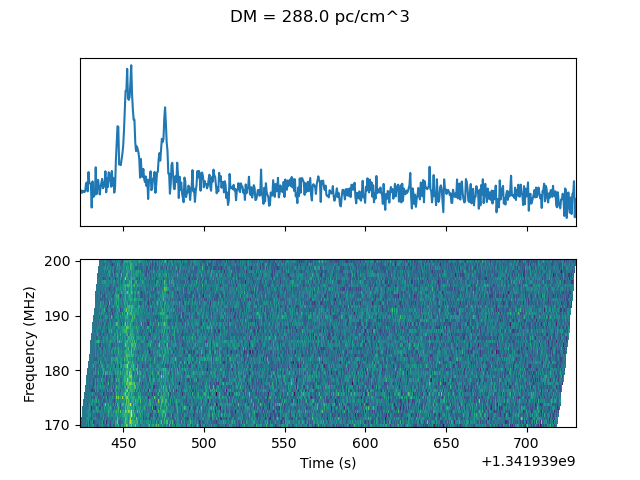 DM = 288.0 pc/cm^3
200
190
180
170
Frequency (MHz)
450 500 550 600 650 700
Time (s)
+1.341939e9